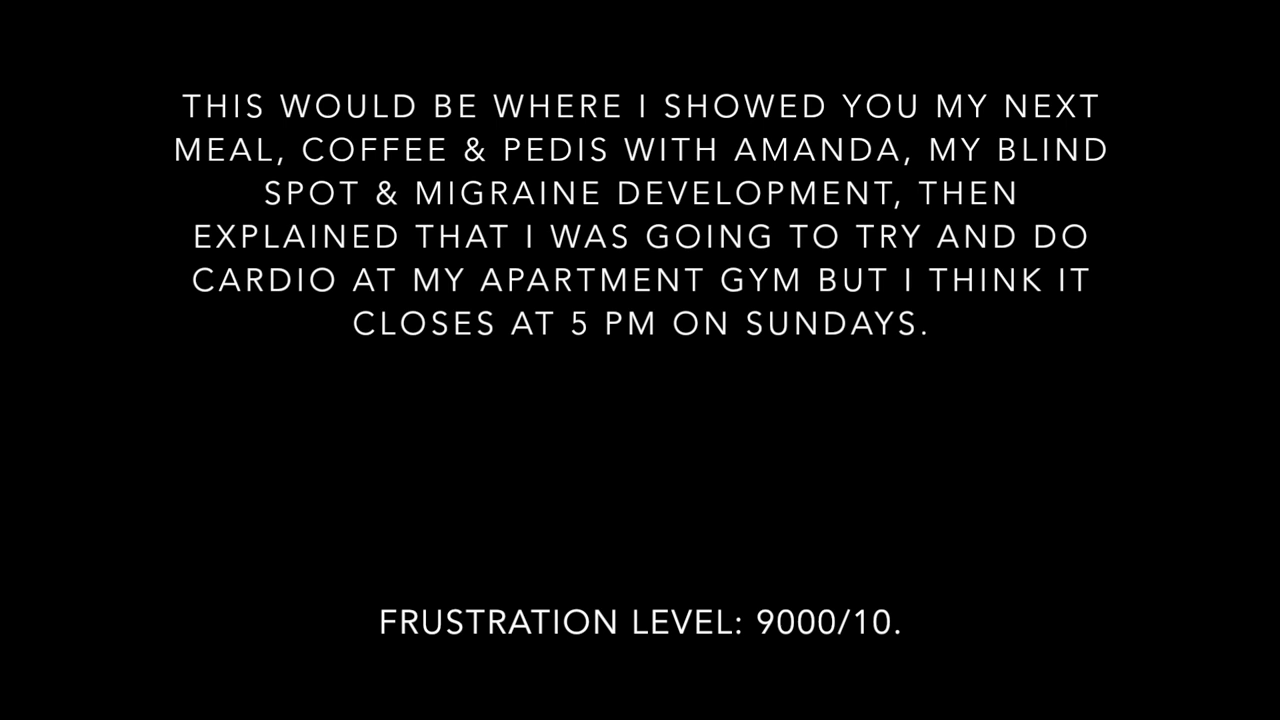 THIS WOULD BE WHERE I SHOWED YOU MY NEXT
MEAL, COFFEE & PEDIS WITH AMANDA, MY BLIND
SPOT & MIGRAINE DEVELOPMENT, THEN
EXPLAINED THAT I WAS GOING TO TRY AND DO
CARDIO AT MY APARTMENT GYM BUT I THINK IT
CLOSES AT 5 PM ON SUNDAYS.
FRUSTRATION LEVEL: 9000/10.